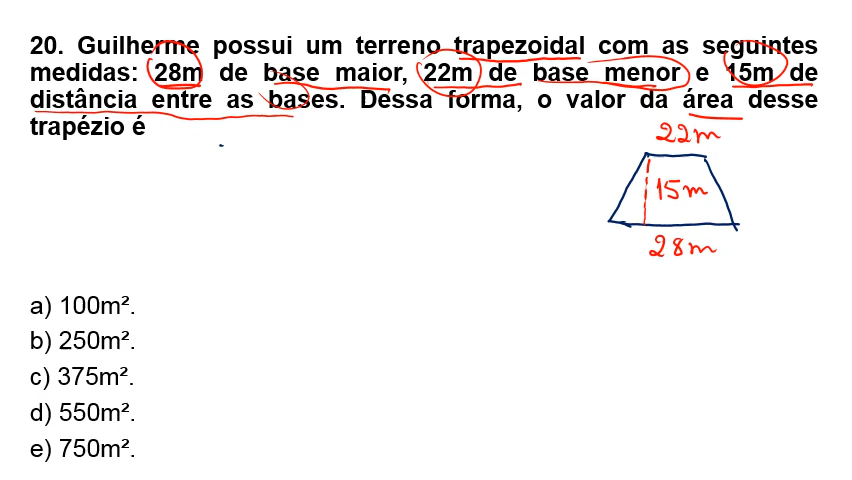 20. Guilherme possui um terreno trapezoidal com as seguintes
medidas: 28m de base maior, 22m de base menor e 15m de
distância entre as bases. Dessa forma, o valor da área desse
trapézio é
22m
15m
28m
a) 100m².
b) 250m².
c) 375m².
d) 550m².
e) 750m².